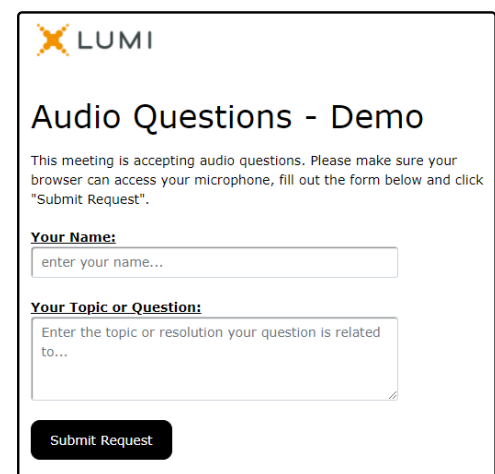 LUMI
Audio Questions - Demo
This meeting is accepting audio questions. Please make sure your
browser can access your microphone, fill out the form below and click
"Submit Request".
Your Name:
enter your name...
Your Topic or Question:
Enter the topic or resolution your question is related
to...
Submit Request